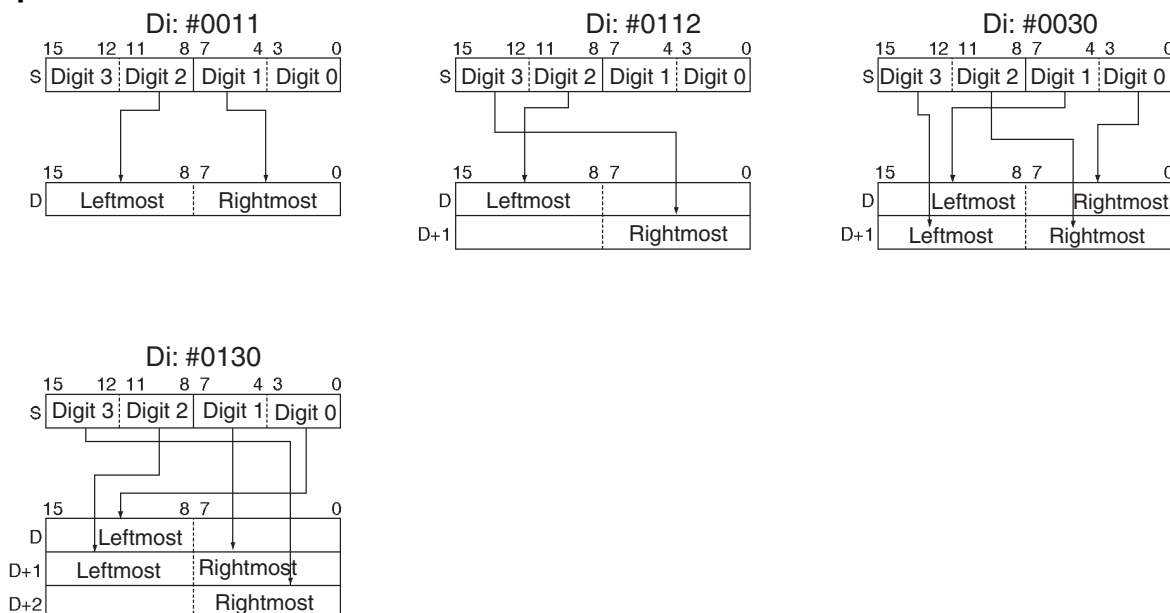 Di: #0011
15 12 11 8 7 4 3 0
S Digit 3 Digit 2 Digit 1 Digit 0
15 8 7 0
D Leftmost Rightmost
Di: #0112
15 12 11 8 7 4 3 0
S Digit 3 Digit 2 Digit 1 Digit 0
15 8 7 0
D Leftmost
D+1 Rightmost
Di: #0030
15 12 11 8 7 4 3 0
S Digit 3 Digit 2 Digit 1 Digit 0
15 8 7 0
D Leftmost Rightmost
D+1 Leftmost Rightmost
Di: #0130
15 12 11 8 7 4 3 0
S Digit 3 Digit 2 Digit 1 Digit 0
15 8 7 0
D Leftmost
D+1 Leftmost Rightmost
D+2 Rightmost